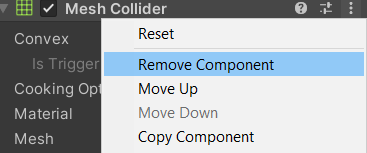 Mesh Collider
Convex
Reset
Is Trigger
Remove Component
Cooking Opt
Move Up
Material
Move Down
Mesh
Copy Component